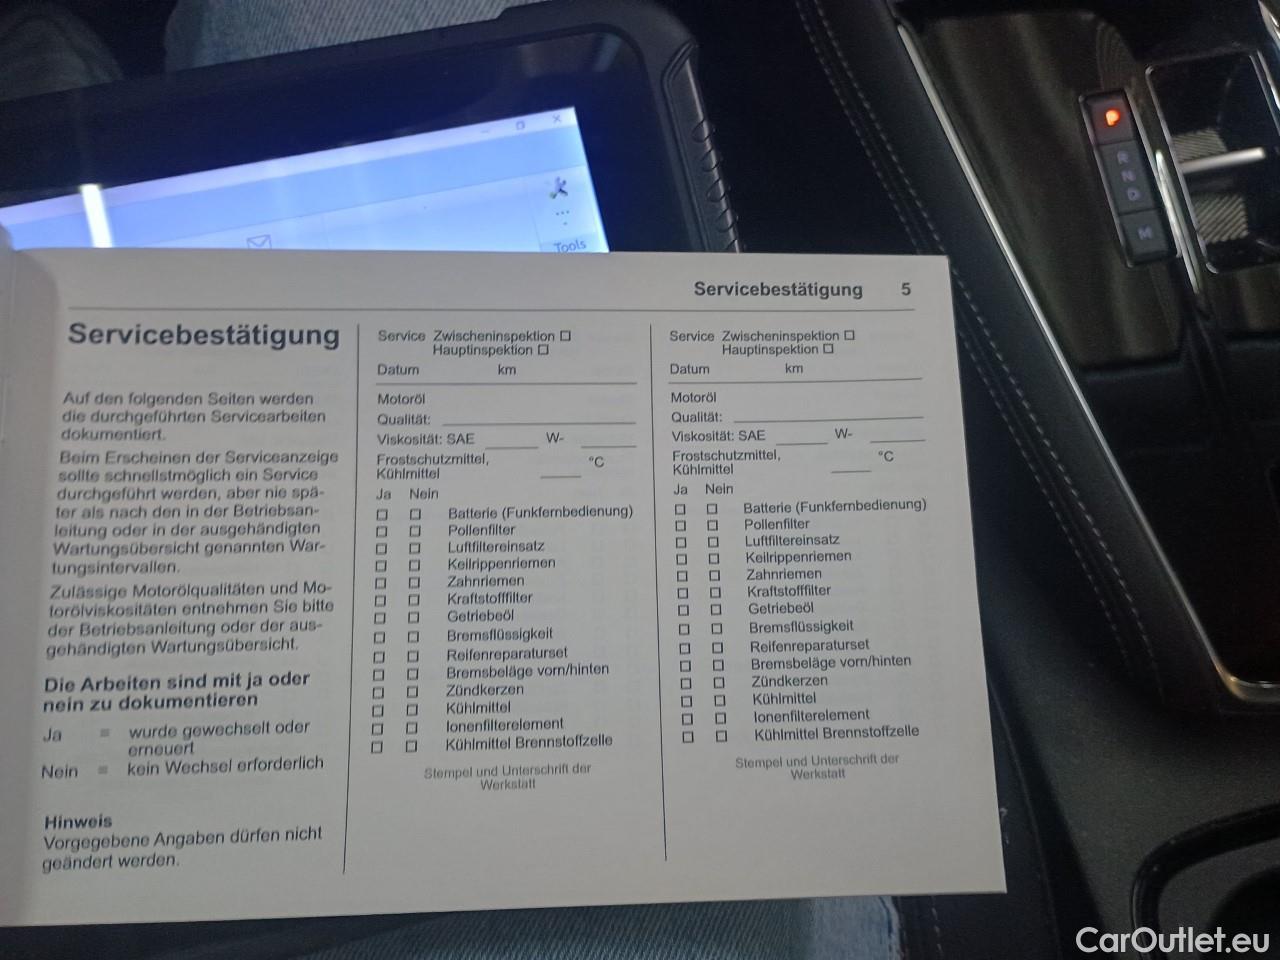 Tools
P
R
N
D
M
Servicebestätigung 5
Servicebestätigung
Auf den folgenden Seiten werden
die durchgeführten Servicearbeiten
dokumentiert.
Beim Erscheinen der Serviceanzeige
sollte schnellstmöglich ein Service
durchgeführt werden, aber nie spä-
ter als nach den in der Betriebsan-
leitung oder in der ausgehändigten
Wartungsübersicht genannten War-
tungsintervallen.
Zulässige Motorölqualitäten und Mo-
torölviskositäten entnehmen Sie bitte
der Betriebsanleitung oder der aus-
gehändigten Wartungsübersicht.
Die Arbeiten sind mit ja oder
nein zu dokumentieren
Ja = wurde gewechselt oder
erneuert
Nein = kein Wechsel erforderlich
Hinweis
Vorgegebene Angaben dürfen nicht
geändert werden.
Service Zwischeninspektion
Hauptinspektion
Datum km
Motoröl
Qualität:
Viskosität: SAE W-
Frostschutzmittel,
Kühlmittel °C
Ja Nein
Batterie (Funkfernbedienung)
Pollenfilter
Luftfiltereinsatz
Keilrippenriemen
Zahnriemen
Kraftstofffilter
Getriebeöl
Bremsflüssigkeit
Reifenreparaturset
Bremsbeläge vorn/hinten
Zündkerzen
Kühlmittel
Ionenfilterelement
Kühlmittel Brennstoffzelle
Stempel und Unterschrift der
Werkstatt
Service Zwischeninspektion
Hauptinspektion
Datum km
Motoröl
Qualität:
Viskosität: SAE W-
Frostschutzmittel,
Kühlmittel °C
Ja Nein
Batterie (Funkfernbedienung)
Pollenfilter
Luftfiltereinsatz
Keilrippenriemen
Zahnriemen
Kraftstofffilter
Getriebeöl
Bremsflüssigkeit
Reifenreparaturset
Bremsbeläge vorn/hinten
Zündkerzen
Kühlmittel
Ionenfilterelement
Kühlmittel Brennstoffzelle
Stempel und Unterschrift der
Werkstatt
CarOutlet.eu